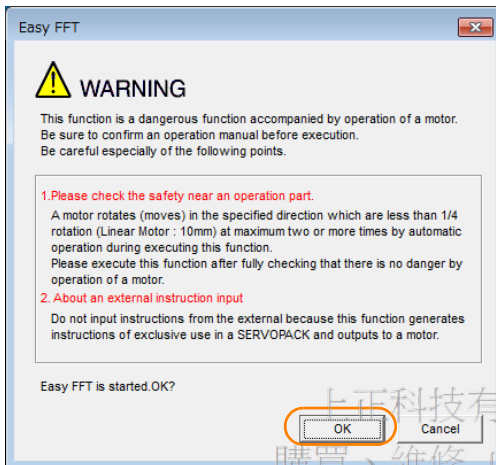 Easy FFT
WARNING
This function is a dangerous function accompanied by operation of a motor.
Be sure to confirm an operation manual before execution.
Be careful especially of the following points.
1.Please check the safety near an operation part.
A motor rotates (moves) in the specified direction which are less than 1/4
rotation (Linear Motor : 10mm) at maximum two or more times by automatic
operation during executing this function.
Please execute this function after fully checking that there is no danger by
operation of a motor.
2. About an external instruction input
Do not input instructions from the external because this function generates
instructions of exclusive use in a SERVOPACK and outputs to a motor.
Easy FFT is started.OK?
上正科技有
OK
Cancel
購買、維修